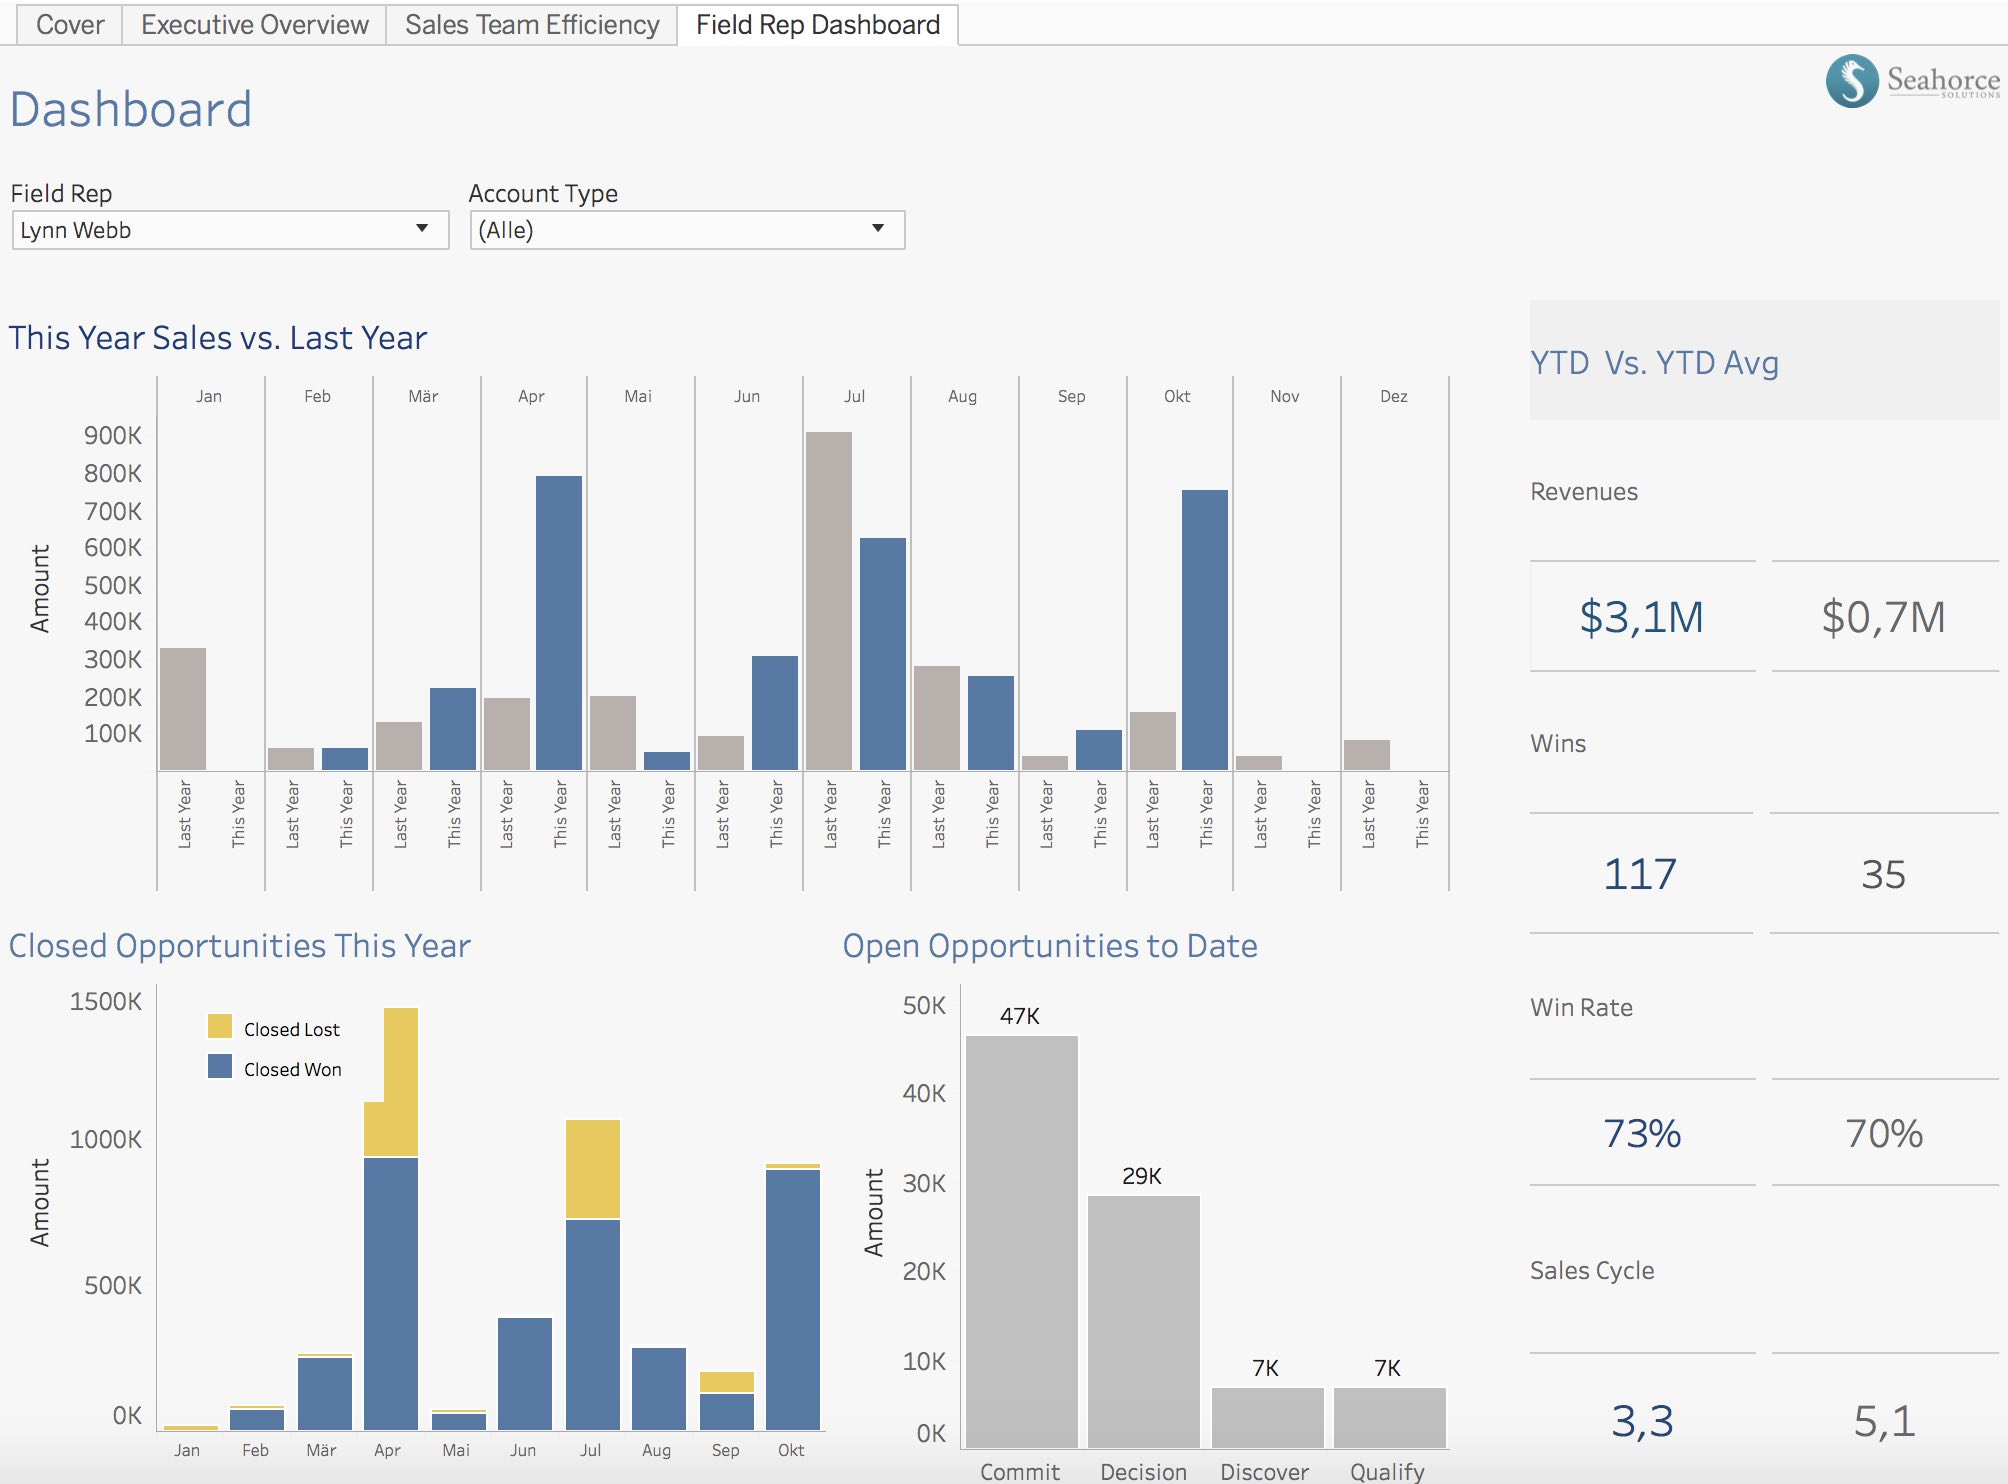 Cover Executive Overview Sales Team Efficiency Field Rep Dashboard
Seahorce
SOLUTIONS
Dashboard
Field Rep Account Type
Lynn Webb (Alle)
This Year Sales vs. Last Year
Jan Feb Mär Apr Mai Jun Jul Aug Sep Okt Nov Dez
Amount
900K
800K
700K
600K
500K
400K
300K
200K
100K
Last Year This Year Last Year This Year Last Year This Year Last Year This Year Last Year This Year Last Year This Year Last Year This Year Last Year This Year Last Year This Year Last Year This Year Last Year This Year Last Year This Year
YTD Vs. YTD Avg
Revenues
$3,1M $0,7M
Wins
117 35
Win Rate
73% 70%
Sales Cycle
3,3 5,1
Closed Opportunities This Year
Amount
1500K
1000K
500K
0K
Closed Lost
Closed Won
Jan Feb Mär Apr Mai Jun Jul Aug Sep Okt
Open Opportunities to Date
Amount
50K
40K
30K
20K
10K
0K
47K
29K
7K
7K
Commit Decision Discover Qualify